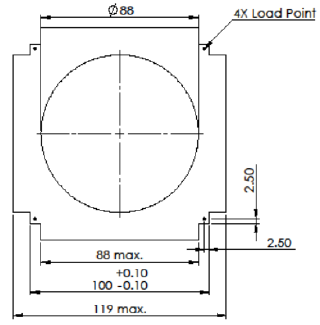 Ø88
4X Load Point
2.50
2.50
88 max.
+0.10
100 -0.10
119 max.